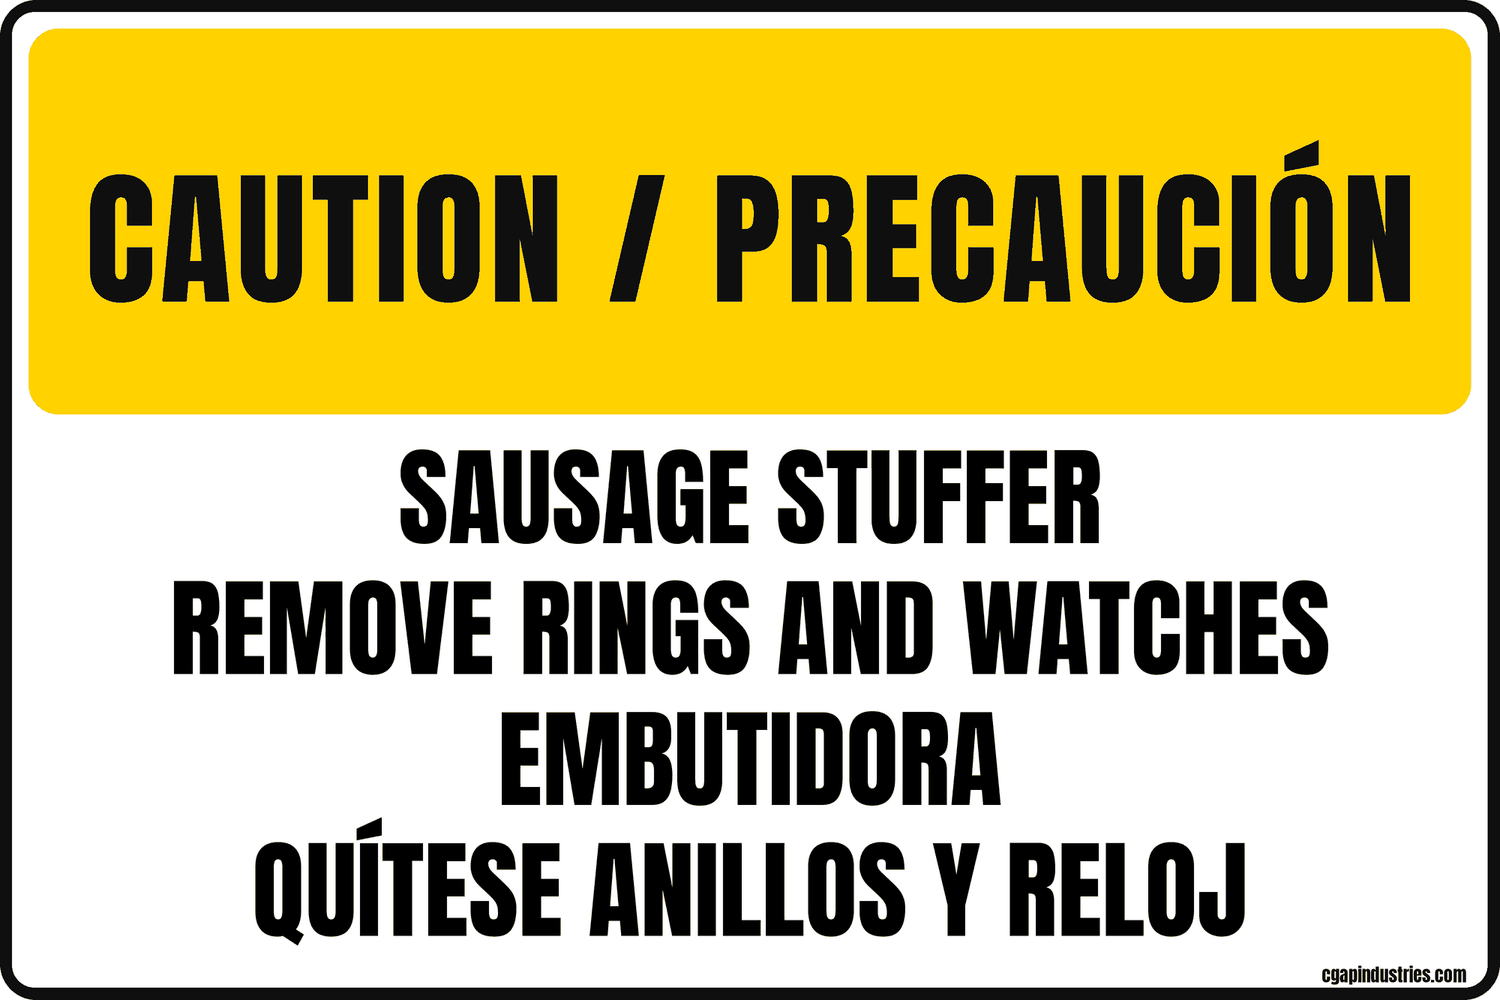 CAUTION / PRECAUCIÓN
SAUSAGE STUFFER
REMOVE RINGS AND WATCHES
EMBUTIDORA
QUÍTESE ANILLOS Y RELOJ
cgapindustries.com